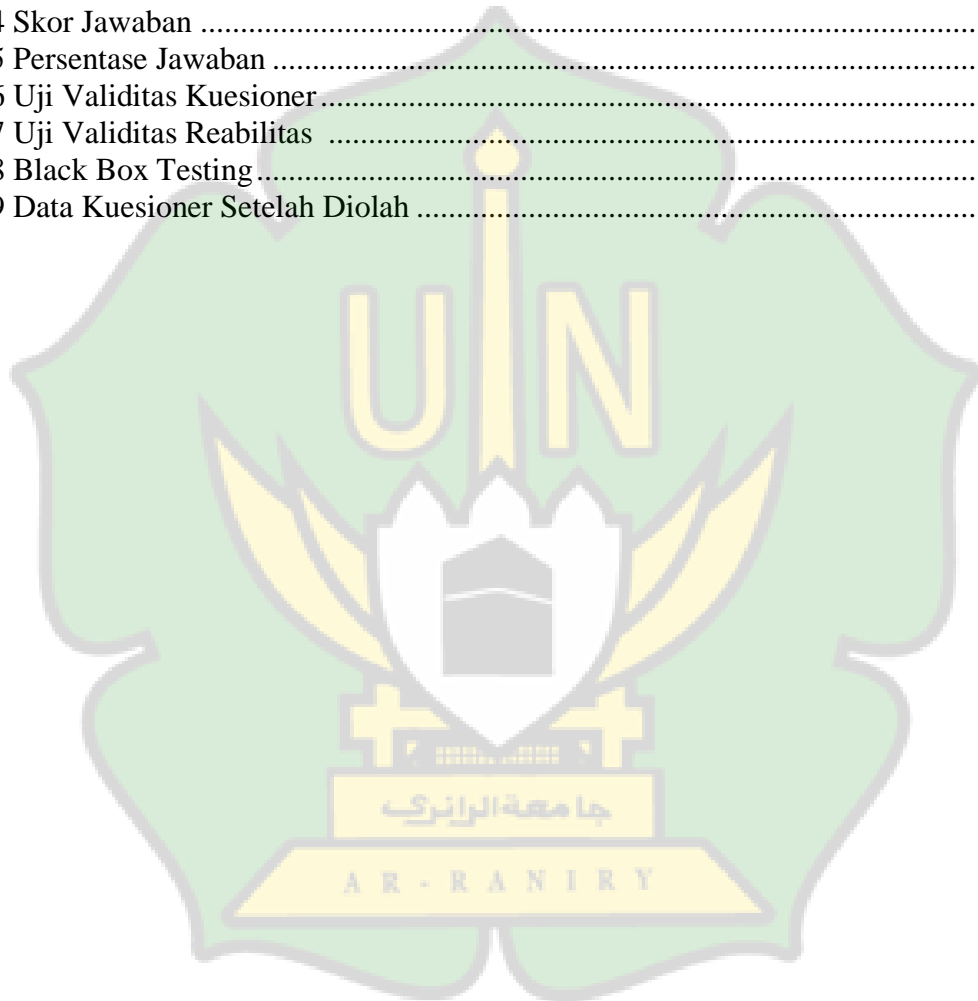 4 Skor Jawaban ...................................................................................................
5 Persentase Jawaban ...................................................................................................
6 Uji Validitas Kuesioner...................................................................................................
7 Uji Validitas Reabilitas ...................................................................................................
8 Black Box Testing...................................................................................................
9 Data Kuesioner Setelah Diolah ...................................................................................................
UIN
جامعة الرانري
AR-RANIRY